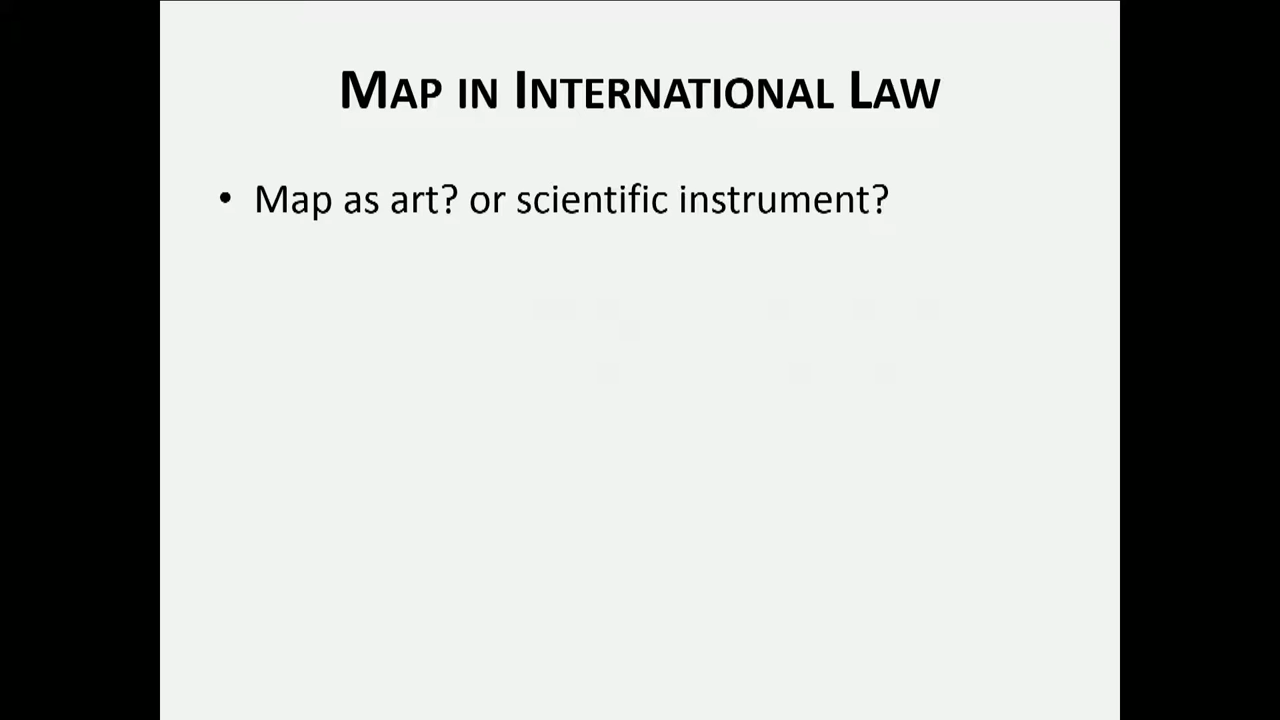 MAP IN INTERNATIONAL LAW
• Map as art? or scientific instrument?